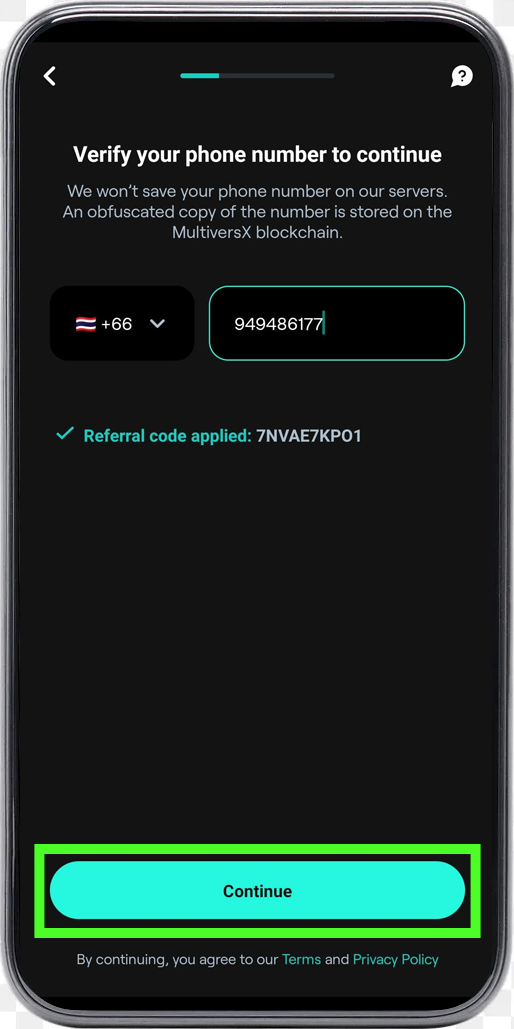 Verify your phone number to continue
We won't save your phone number on our servers.
An obfuscated copy of the number is stored on the
MultiversX blockchain.
+66 949486177
Referral code applied: 7NVAE7KPO1
Continue
By continuing, you agree to our Terms and Privacy Policy